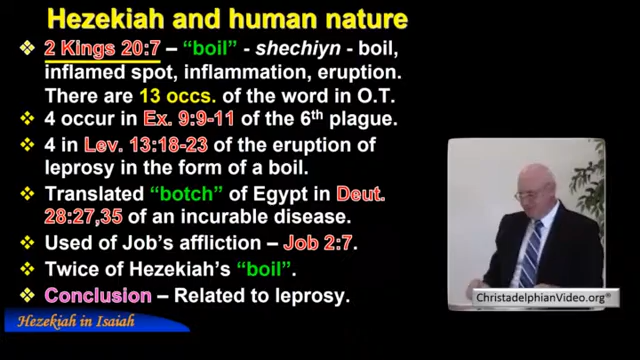 Hezekiah and human nature
❖ 2 Kings 20:7 – “boil” - shechiyn - boil,
inflamed spot, inflammation, eruption.
There are 13 occs. of the word in O.T.
❖ 4 occur in Ex. 9:9-11 of the 6th plague.
❖ 4 in Lev. 13:18-23 of the eruption of
leprosy in the form of a boil.
❖ Translated “botch” of Egypt in Deut.
28:27,35 of an incurable disease.
❖ Used of Job’s affliction – Job 2:7.
❖ Twice of Hezekiah’s “boil”.
❖ Conclusion – Related to leprosy.
Hezekiah in Isaiah
ChristadelphianVideo.org®